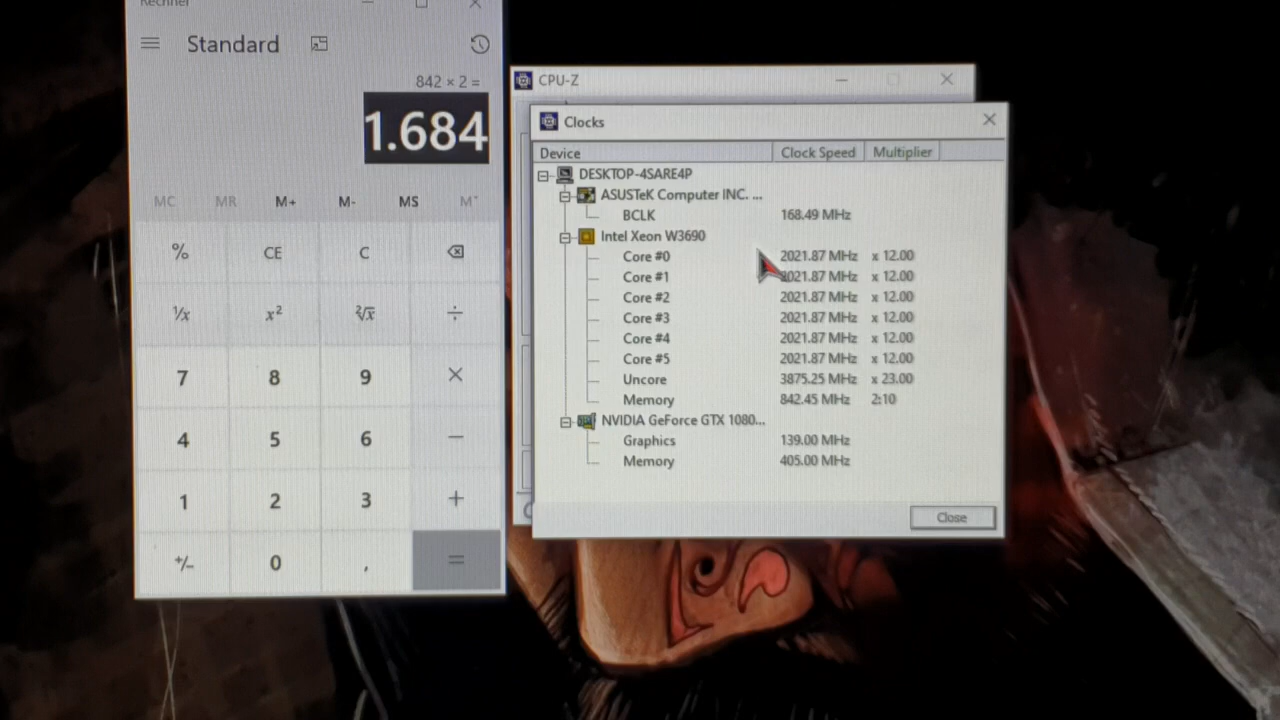 Rechner
Standard
842 × 2 =
1.684
MC MR M+ M- MS M˅
% CE C
¹/x x² ²√x ÷
7 8 9 ×
4 5 6 −
1 2 3 +
+/− 0 , =
CPU-Z
Clocks
Device Clock Speed Multiplier
DESKTOP-4SARE4P
ASUSTeK Computer INC. ...
BCLK 168.49 MHz
Intel Xeon W3690
Core #0 2021.87 MHz x 12.00
Core #1 2021.87 MHz x 12.00
Core #2 2021.87 MHz x 12.00
Core #3 2021.87 MHz x 12.00
Core #4 2021.87 MHz x 12.00
Core #5 2021.87 MHz x 12.00
Uncore 3875.25 MHz x 23.00
Memory 842.45 MHz 2:10
NVIDIA GeForce GTX 1080...
Graphics 139.00 MHz
Memory 405.00 MHz
Close